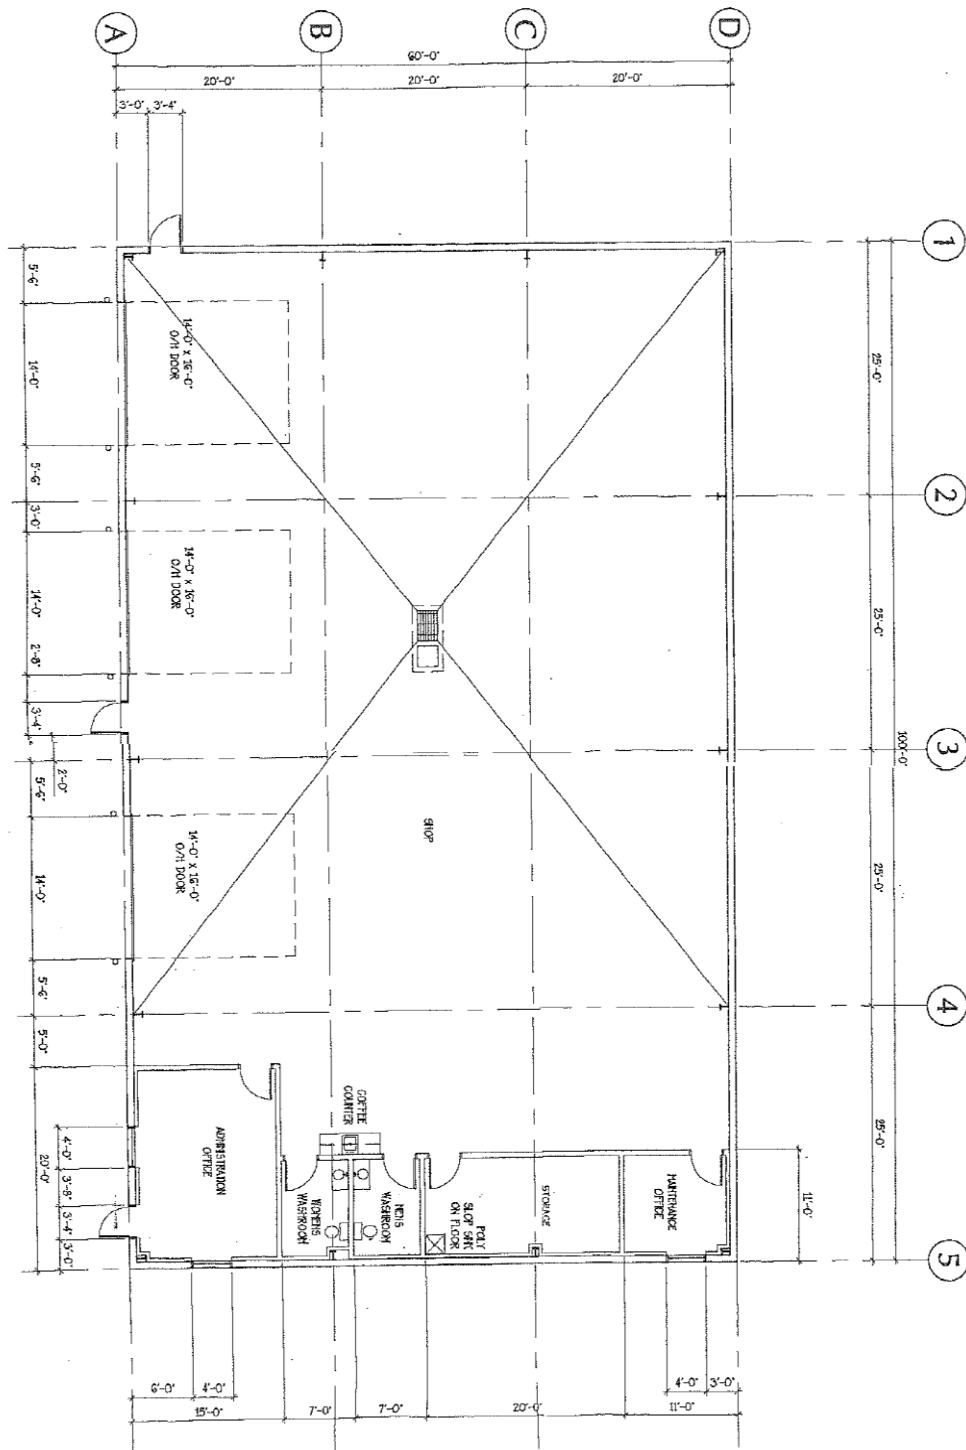 A
B
C
D
60'-0"
20'-0"
20'-0"
20'-0"
3'-0"
3'-4"
1
2
3
4
5
25'-0"
25'-0"
100'-0"
25'-0"
25'-0"
5'-6"
14'-0"
5'-6"
3'-0"
14'-0"
2'-8"
3'-4"
2'-0"
5'-6"
14'-0"
5'-6"
5'-0"
4'-0"
20'-0"
3'-8"
3'-4"
3'-0"
14'-0" x 16'-0"
O/H DOOR
14'-0" x 16'-0"
O/H DOOR
14'-0" x 16'-0"
O/H DOOR
SHOP
COFFEE
COUNTER
ADMINISTRATION
OFFICE
WOMENS
WASHROOM
MENS
WASHROOM
POLY
SLOP SINK
ON FLOOR
STORAGE
MAINTENANCE
OFFICE
11'-0"
6'-0"
4'-0"
4'-0"
3'-0"
15'-0"
7'-0"
7'-0"
20'-0"
11'-0"